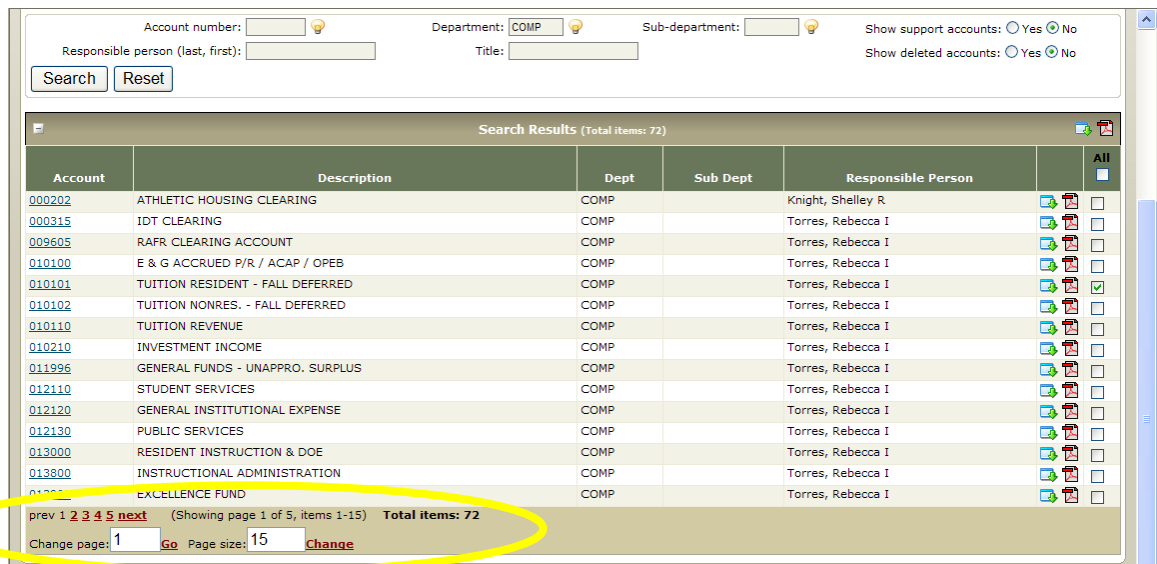 Account number: Department: COMP Sub-department: Show support accounts: Yes No
Responsible person (last, first): Title: Show deleted accounts: Yes No
Search Reset
Search Results (Total items: 72)
All
Account Description Dept Sub Dept Responsible Person
000202 ATHLETIC HOUSING CLEARING COMP Knight, Shelley R
000315 IDT CLEARING COMP Torres, Rebecca I
009605 RAFR CLEARING ACCOUNT COMP Torres, Rebecca I
010100 E & G ACCRUED P/R / ACAP / OPEB COMP Torres, Rebecca I
010101 TUITION RESIDENT - FALL DEFERRED COMP Torres, Rebecca I
010102 TUITION NONRES. - FALL DEFERRED COMP Torres, Rebecca I
010110 TUITION REVENUE COMP Torres, Rebecca I
010210 INVESTMENT INCOME COMP Torres, Rebecca I
011996 GENERAL FUNDS - UNAPPRO. SURPLUS COMP Torres, Rebecca I
012110 STUDENT SERVICES COMP Torres, Rebecca I
012120 GENERAL INSTITUTIONAL EXPENSE COMP Torres, Rebecca I
012130 PUBLIC SERVICES COMP Torres, Rebecca I
013000 RESIDENT INSTRUCTION & DOE COMP Torres, Rebecca I
013800 INSTRUCTIONAL ADMINISTRATION COMP Torres, Rebecca I
EXCELLENCE FUND COMP Torres, Rebecca I
prev 1 2 3 4 5 next (Showing page 1 of 5, items 1-15) Total items: 72
Change page: 1 Go Page size: 15 Change